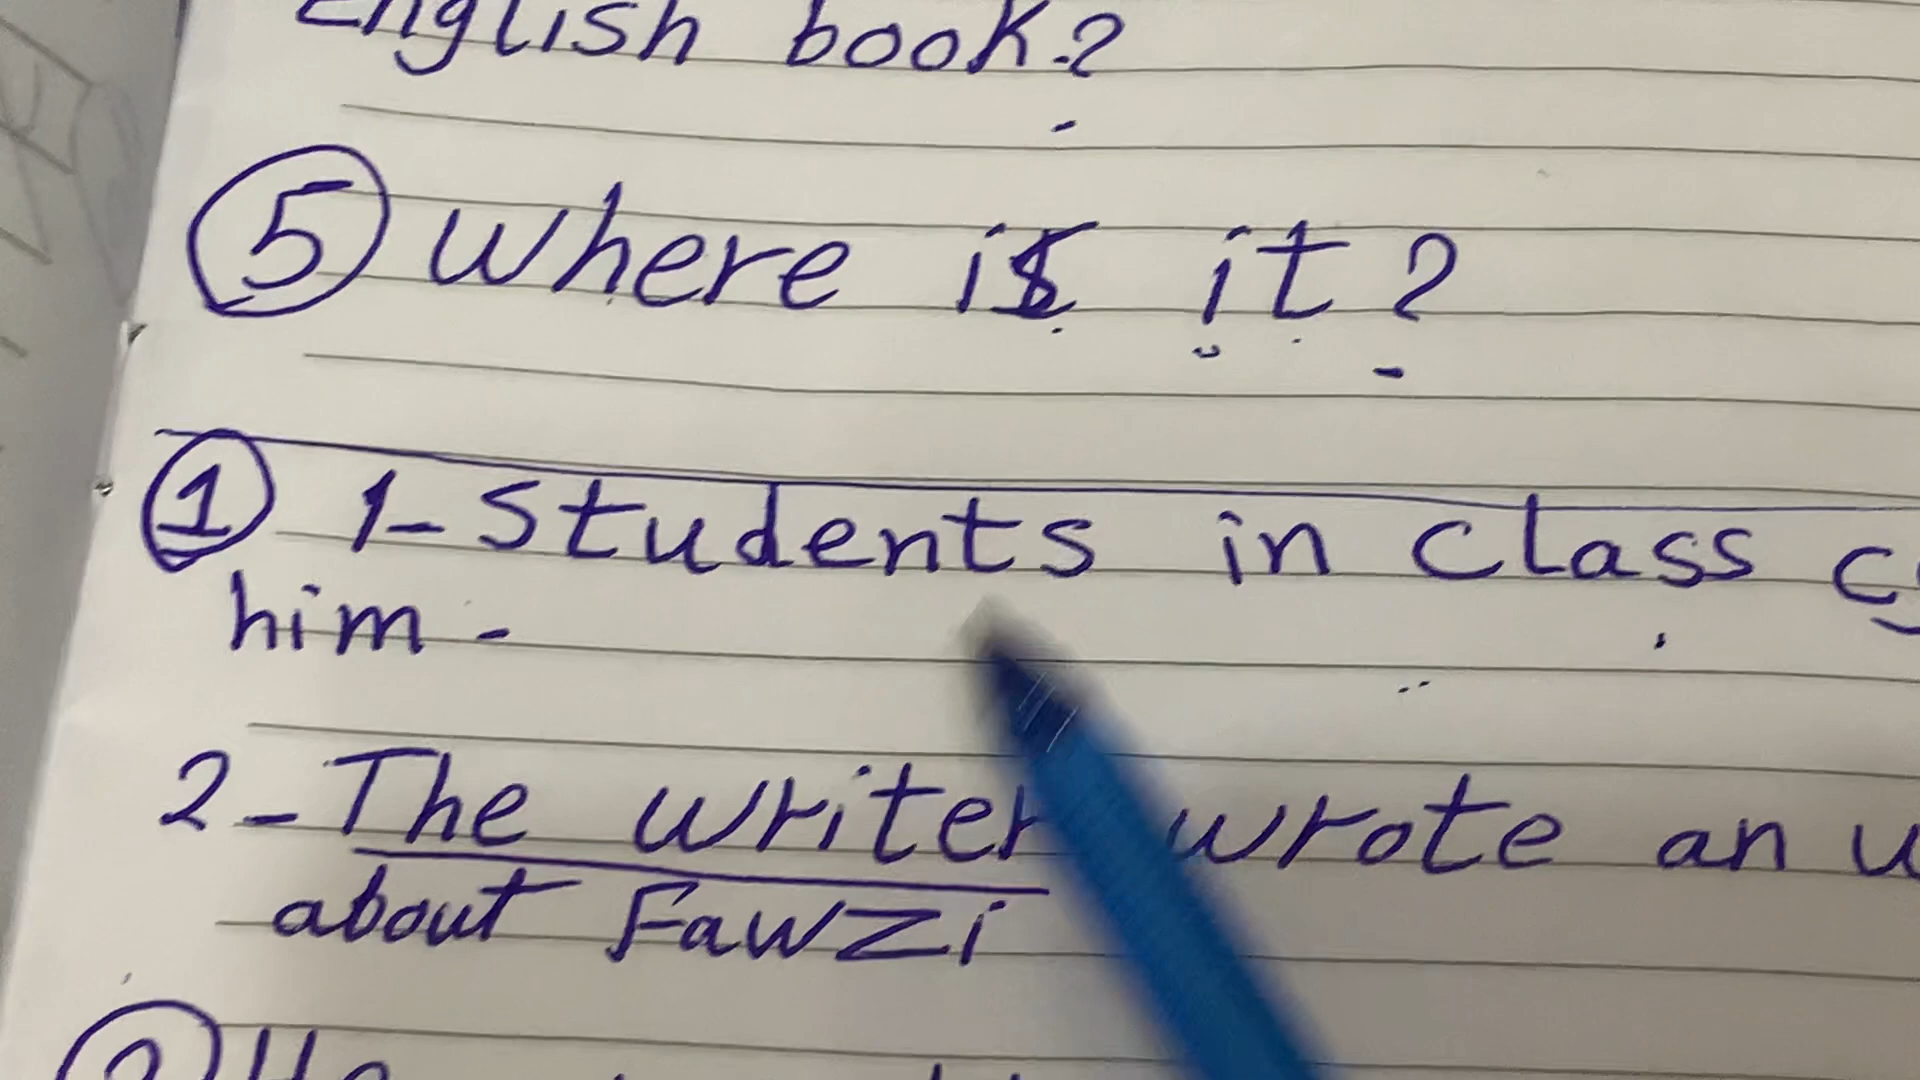 English book.?
5 where is it?
1 1-Students in class
him -
2-The writer wrote an
about Fawzi